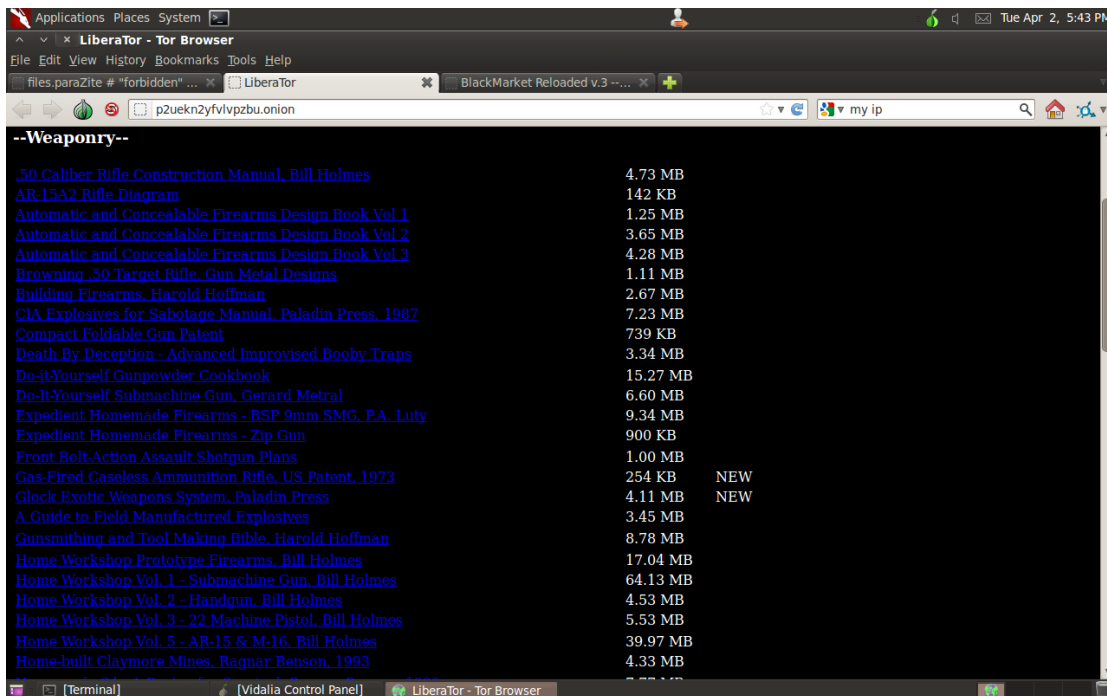 Applications Places System
Tue Apr 2, 5:43 PM
LiberaTor - Tor Browser
File Edit View History Bookmarks Tools Help
files.paraZite # "forbidden" ...
LiberaTor
BlackMarket Reloaded v.3 --...
p2uekn2yfvlvpzbu.onion
my ip
--Weaponry--
.50 Caliber Rifle Construction Manual, Bill Holmes 4.73 MB
AR-15A2 Rifle Diagram 142 KB
Automatic and Concealable Firearms Design Book Vol 1 1.25 MB
Automatic and Concealable Firearms Design Book Vol 2 3.65 MB
Automatic and Concealable Firearms Design Book Vol 3 4.28 MB
Browning .50 Target Rifle, Gun Metal Designs 1.11 MB
Building Firearms, Harold Hoffman 2.67 MB
CIA Explosives for Sabotage Manual, Paladin Press, 1987 7.23 MB
Compact Foldable Gun Patent 739 KB
Death By Deception - Advanced Improvised Booby Traps 3.34 MB
Do-It-Yourself Gunpowder Cookbook 15.27 MB
Do-It-Yourself Submachine Gun, Gerard Metral 6.60 MB
Expedient Homemade Firearms - BSP 9mm SMG, P.A. Luty 9.34 MB
Expedient Homemade Firearms - Zip Gun 900 KB
Front Bolt-Action Assault Shotgun Plans 1.00 MB
Gas-Fired Caseless Ammunition Rifle, US Patent, 1973 254 KB NEW
Glock Exotic Weapons System, Paladin Press 4.11 MB NEW
A Guide to Field Manufactured Explosives 3.45 MB
Gunsmithing and Tool Making Bible, Harold Hoffman 8.78 MB
Home Workshop Prototype Firearms, Bill Holmes 17.04 MB
Home Workshop Vol. 1 - Submachine Gun, Bill Holmes 64.13 MB
Home Workshop Vol. 2 - Handgun, Bill Holmes 4.53 MB
Home Workshop Vol. 3 - 22 Machine Pistol, Bill Holmes 5.53 MB
Home Workshop Vol. 5 - AR-15 & M-16, Bill Holmes 39.97 MB
Home-built Claymore Mines, Ragnar Benson, 1993 4.33 MB
[Terminal]
[Vidalia Control Panel]
LiberaTor - Tor Browser